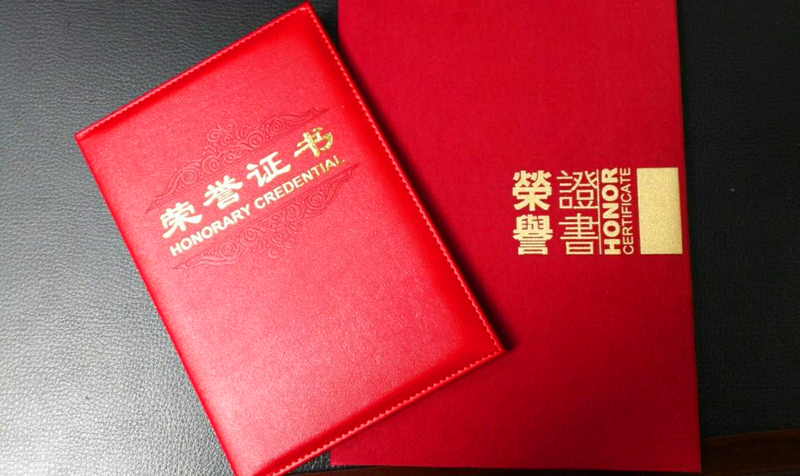 荣誉证书
HONORARY CREDENTIAL
榮譽
證書
HONOR
CERTIFICATE